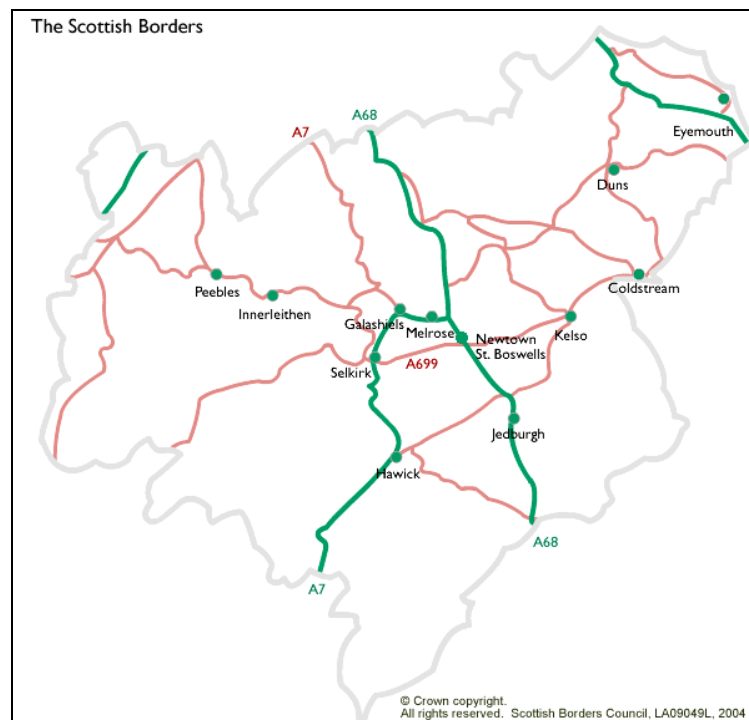 The Scottish Borders
A68
A7
Eyemouth
Duns
Peebles
Coldstream
Innerleithen
Galashiels
Melrose
Newtown
St. Boswells
Kelso
Selkirk
A699
Jedburgh
Hawick
A68
A7
© Crown copyright.
All rights reserved. Scottish Borders Council, LA09049L, 2004